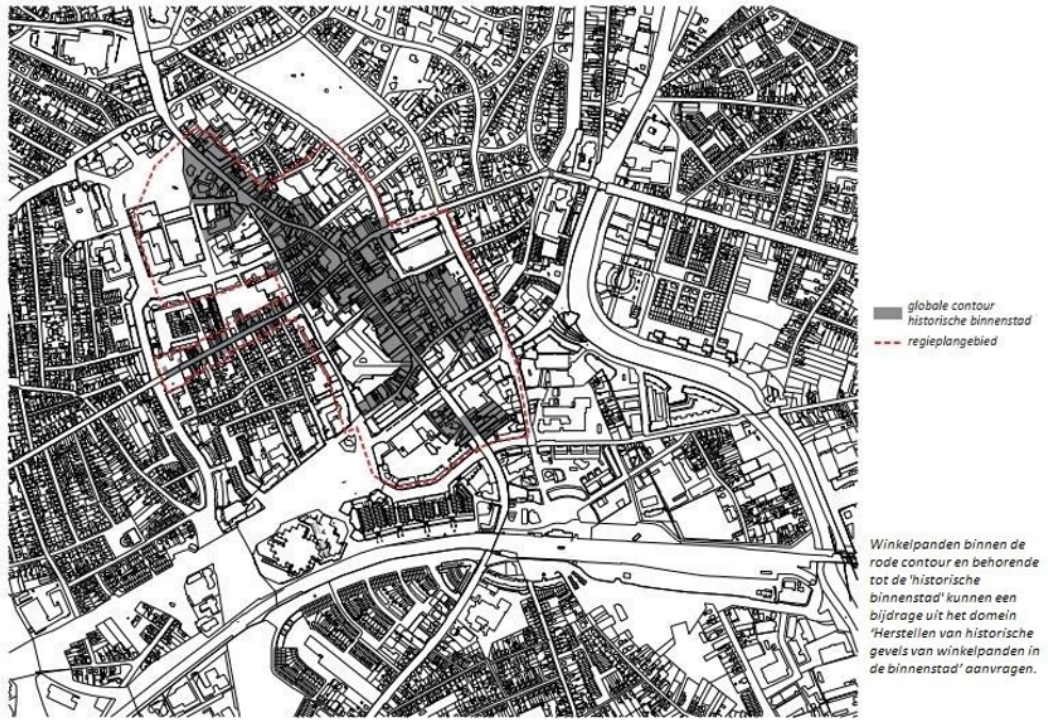 globale contour
historische binnenstad
regieplangebied
Winkelpanden binnen de
rode contour en behorende
tot de 'historische
binnenstad' kunnen een
bijdrage uit het domein
'Herstellen van historische
gevels van winkelpanden in
de binnenstad' aanvragen.